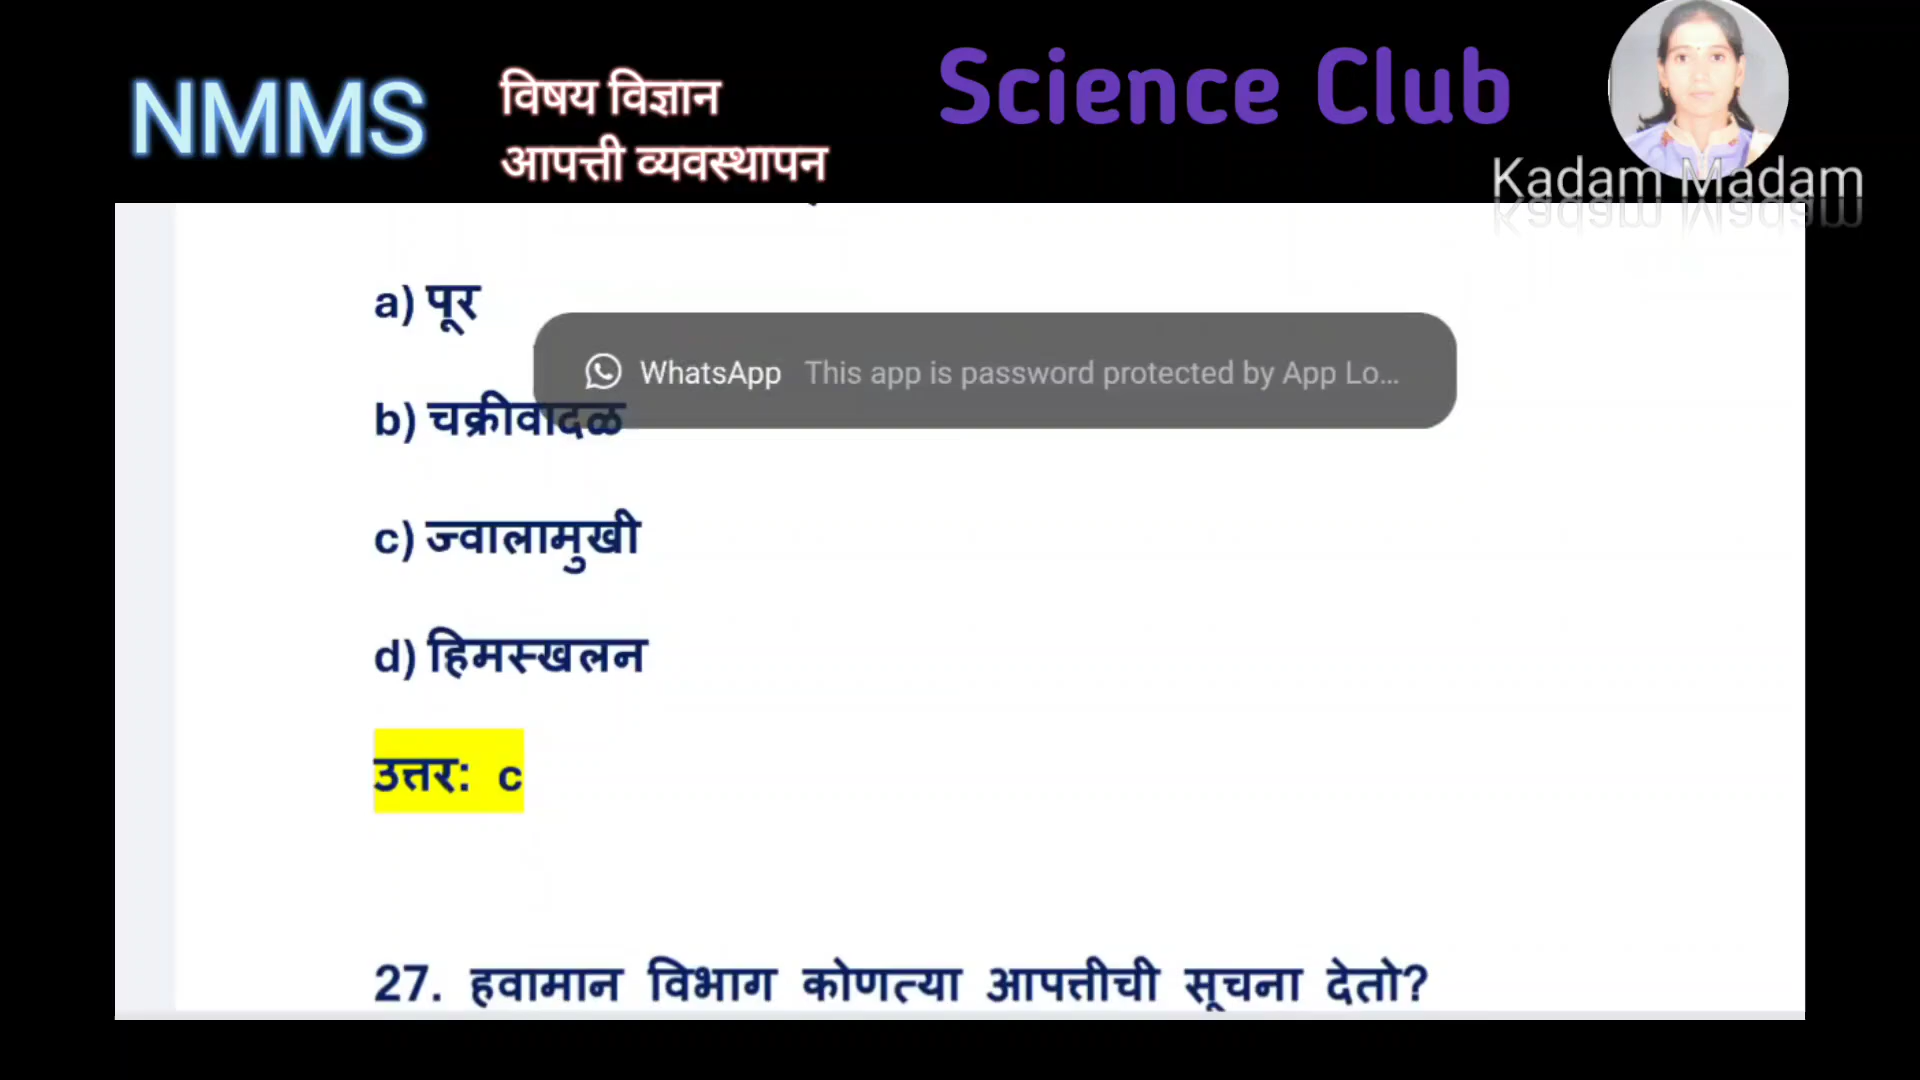 NMMS
विषय विज्ञान
आपत्ती व्यवस्थापन
Science Club
Kadam Madam
a) पूर
WhatsApp This app is password protected by App Lo...
b) चक्रीवादळ
c) ज्वालामुखी
d) हिमस्खलन
उत्तर: c
27. हवामान विभाग कोणत्या आपत्तीची सूचना देतो?